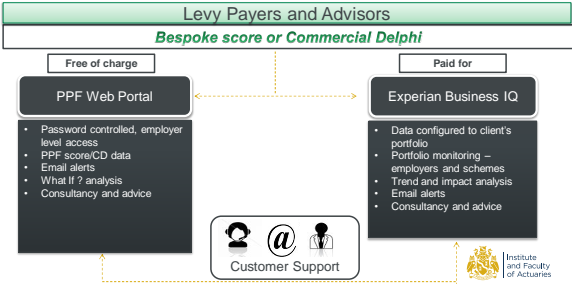 Levy Payers and Advisors
Bespoke score or Commercial Delphi
Free of charge
Paid for
PPF Web Portal
Experian Business IQ
• Password controlled, employer
level access
• PPF score/CD data
• Email alerts
• What If ? analysis
• Consultancy and advice
• Data configured to client's
portfolio
• Portfolio monitoring –
employers and schemes
• Trend and impact analysis
• Email alerts
• Consultancy and advice
@
Customer Support
Institute
and Faculty
of Actuaries